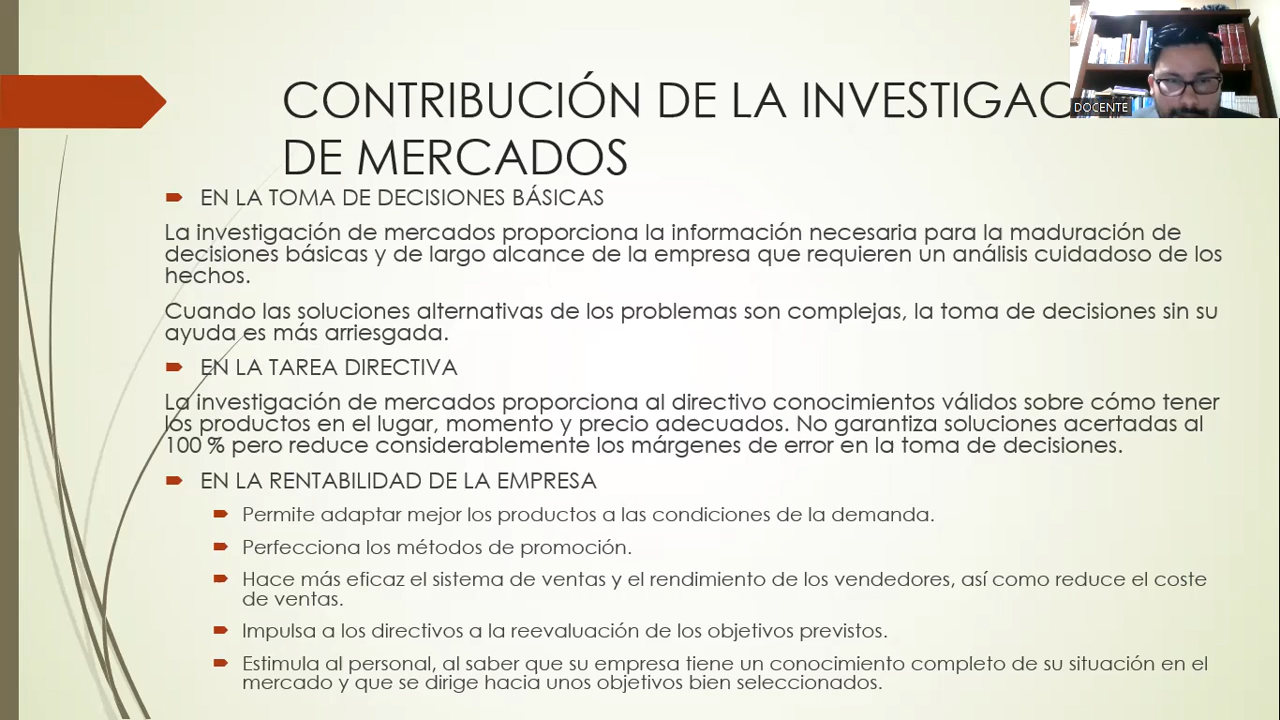 CONTRIBUCIÓN DE LA INVESTIGAC
DE MERCADOS
DOCENTE
EN LA TOMA DE DECISIONES BÁSICAS
La investigación de mercados proporciona la información necesaria para la maduración de
decisiones básicas y de largo alcance de la empresa que requieren un análisis cuidadoso de los
hechos.
Cuando las soluciones alternativas de los problemas son complejas, la toma de decisiones sin su
ayuda es más arriesgada.
EN LA TAREA DIRECTIVA
La investigación de mercados proporciona al directivo conocimientos válidos sobre cómo tener
los productos en el lugar, momento y precio adecuados. No garantiza soluciones acertadas al
100 % pero reduce considerablemente los márgenes de error en la toma de decisiones.
EN LA RENTABILIDAD DE LA EMPRESA
Permite adaptar mejor los productos a las condiciones de la demanda.
Perfecciona los métodos de promoción.
Hace más eficaz el sistema de ventas y el rendimiento de los vendedores, así como reduce el coste
de ventas.
Impulsa a los directivos a la reevaluación de los objetivos previstos.
Estimula al personal, al saber que su empresa tiene un conocimiento completo de su situación en el
mercado y que se dirige hacia unos objetivos bien seleccionados.